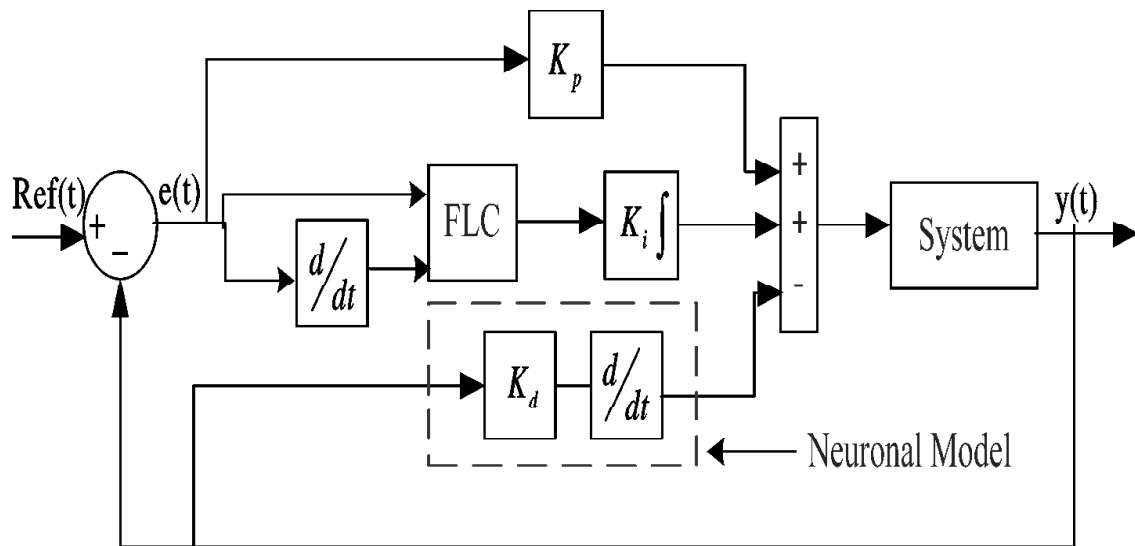 K_p
Ref(t)
+
−
e(t)
d/dt
FLC
K_i ∫
+
+
-
System
y(t)
K_d
d/dt
Neuronal Model